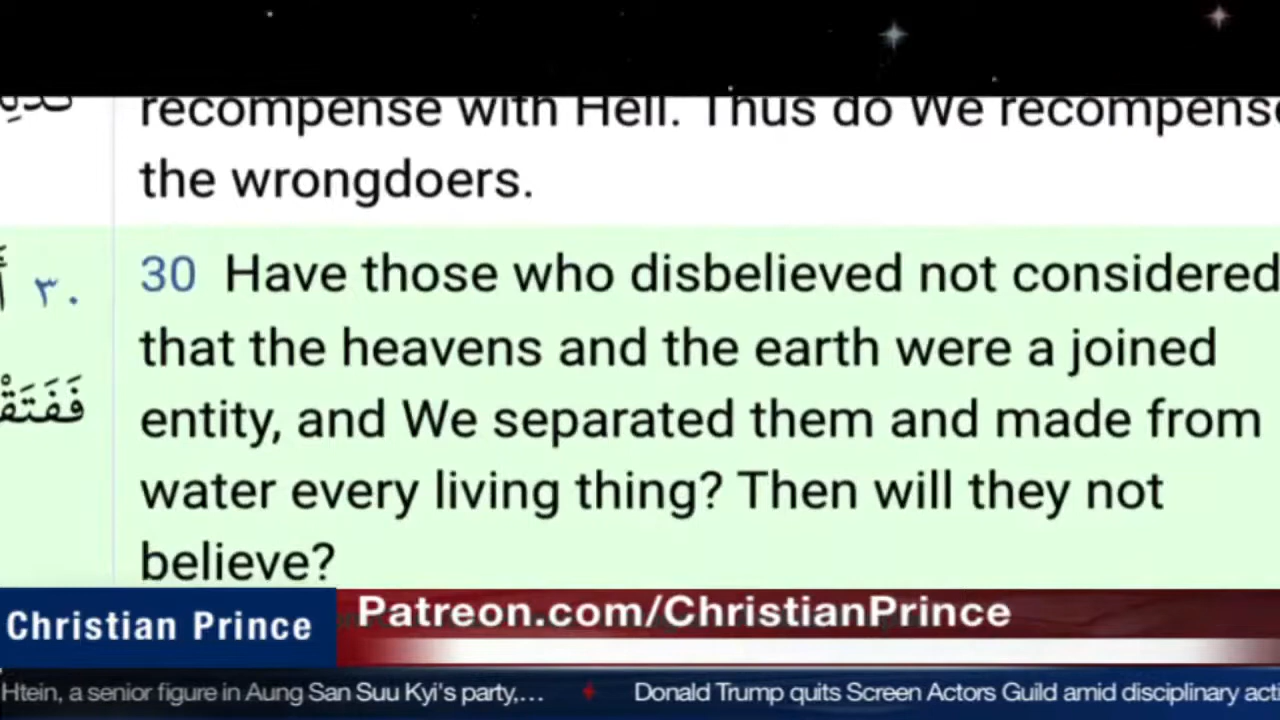 recompense with Hell. Thus do We recompense
the wrongdoers.
٣٠
30 Have those who disbelieved not considered
that the heavens and the earth were a joined
فَفَتَقْ
entity, and We separated them and made from
water every living thing? Then will they not
believe?
Christian Prince
Patreon.com/ChristianPrince
Htein, a senior figure in Aung San Suu Kyi's party,... Donald Trump quits Screen Actors Guild amid disciplinary acti